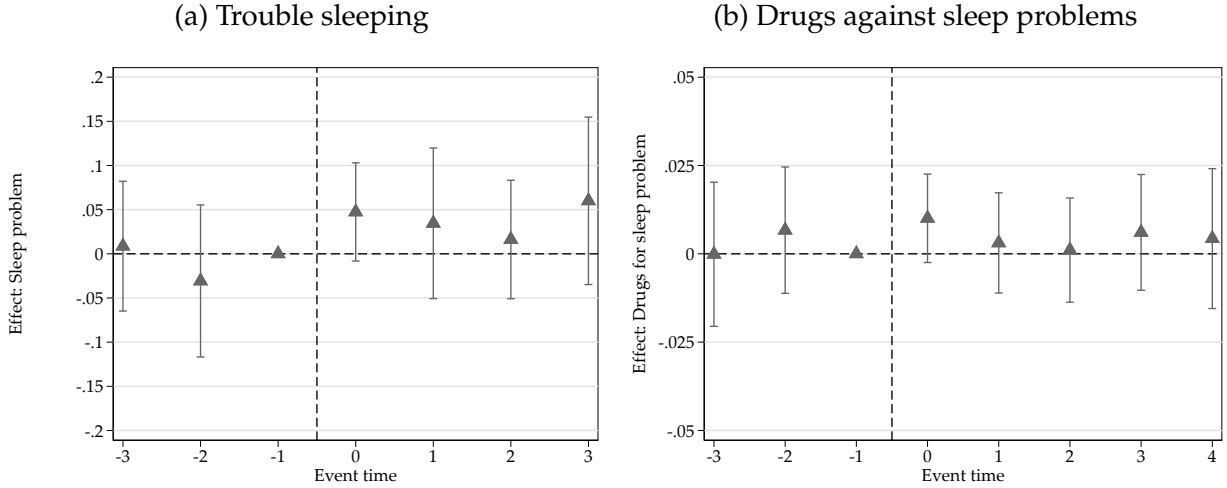 (a) Trouble sleeping
.2
.15
.1
.05
0
-.05
-.1
-.15
-.2
Effect: Sleep problem
-3 -2 -1 0 1 2 3
Event time
(b) Drugs against sleep problems
.05
.025
0
-.025
-.05
Effect: Drugs for sleep problem
-3 -2 -1 0 1 2 3 4
Event time